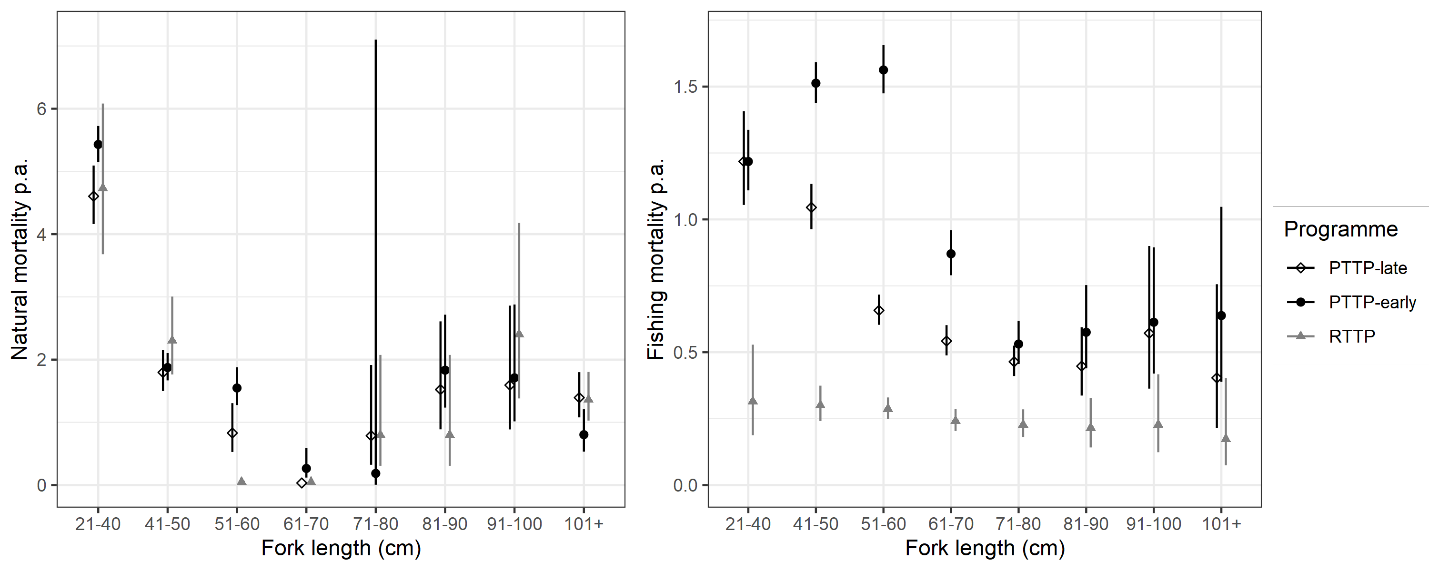 Natural mortality p.a.
6
4
2
0
21-40 41-50 51-60 61-70 71-80 81-90 91-100 101+
Fork length (cm)
Fishing mortality p.a.
1.5
1.0
0.5
0.0
21-40 41-50 51-60 61-70 71-80 81-90 91-100 101+
Fork length (cm)
Programme
PTTP-late
PTTP-early
RTTP